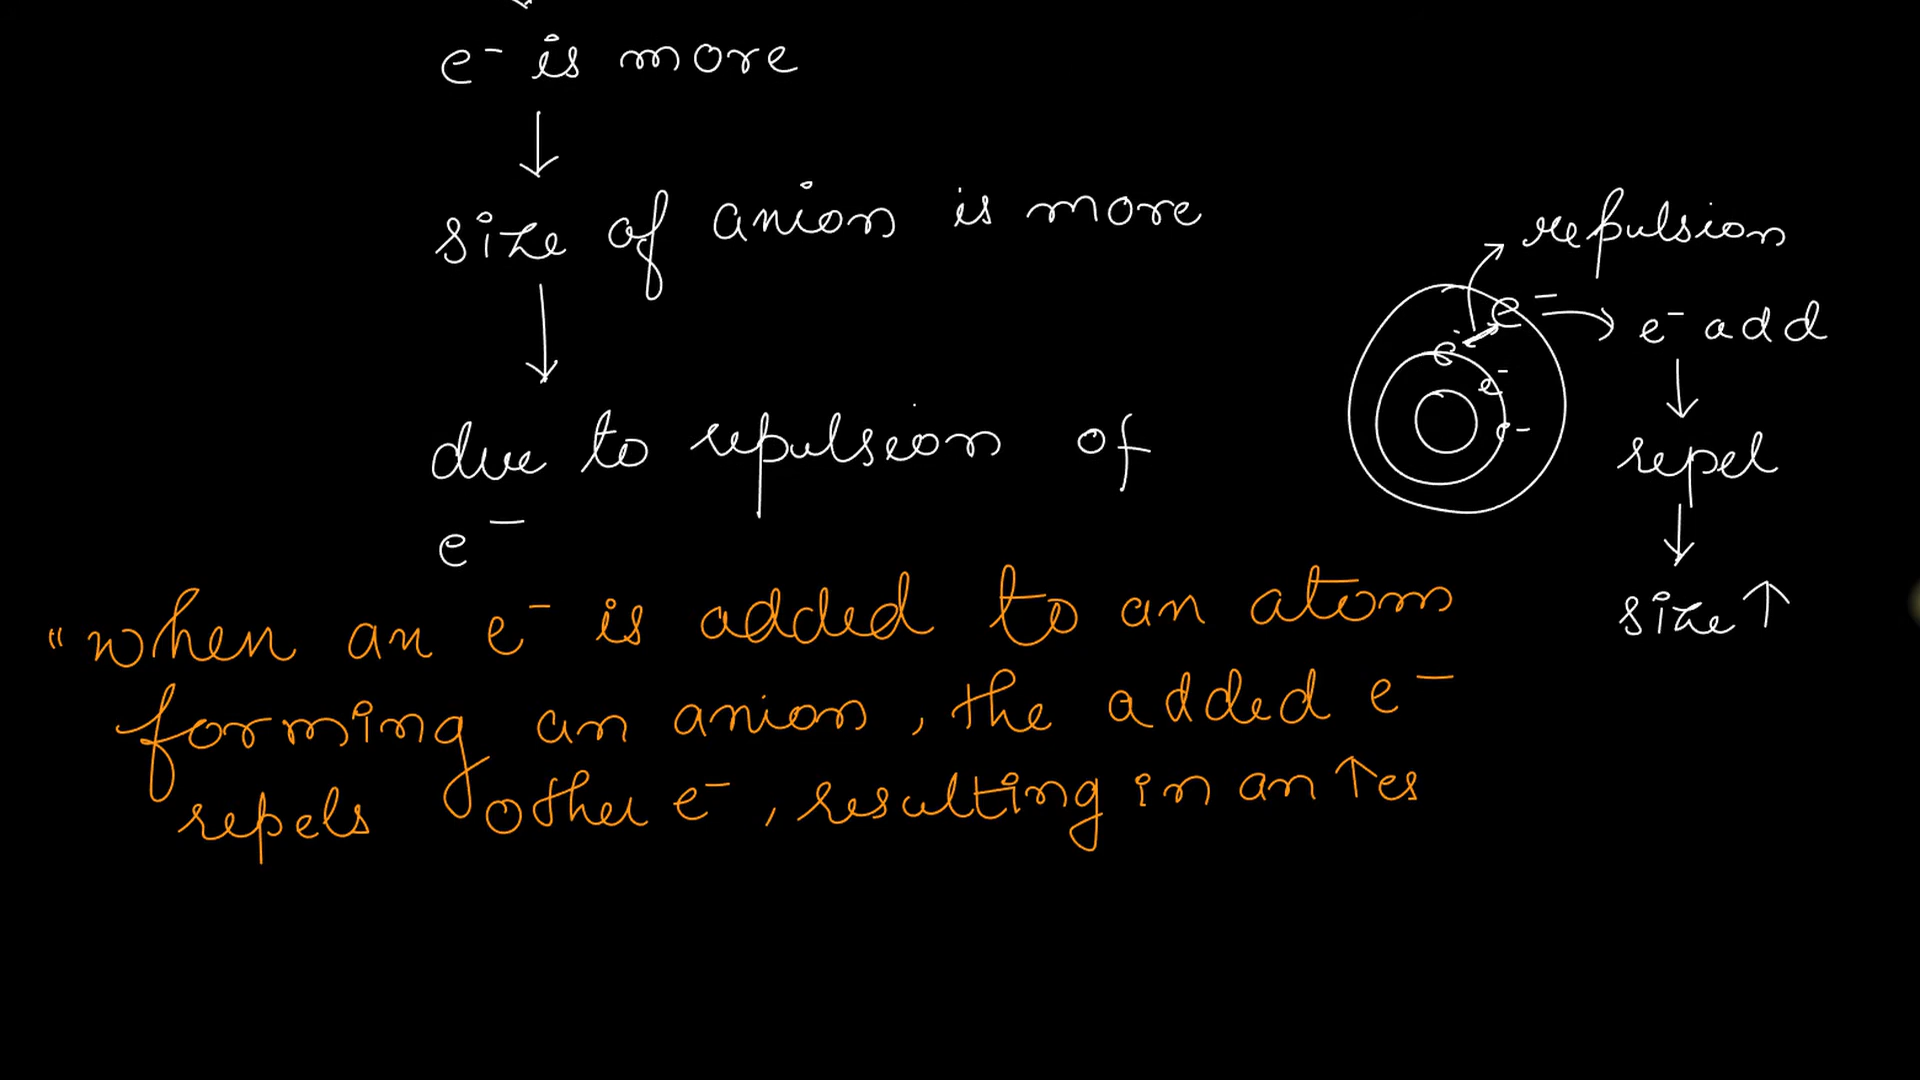 e⁻ is more
↓
size of anion is more
↓
due to repulsion of
e⁻
repulsion
e⁻
e⁻
e⁻
e⁻
→ e⁻ add
↓
repel
↓
size ↑
"when an e⁻ is added to an atom
forming an anion, the added e⁻
repels other e⁻, resulting in an ↑es